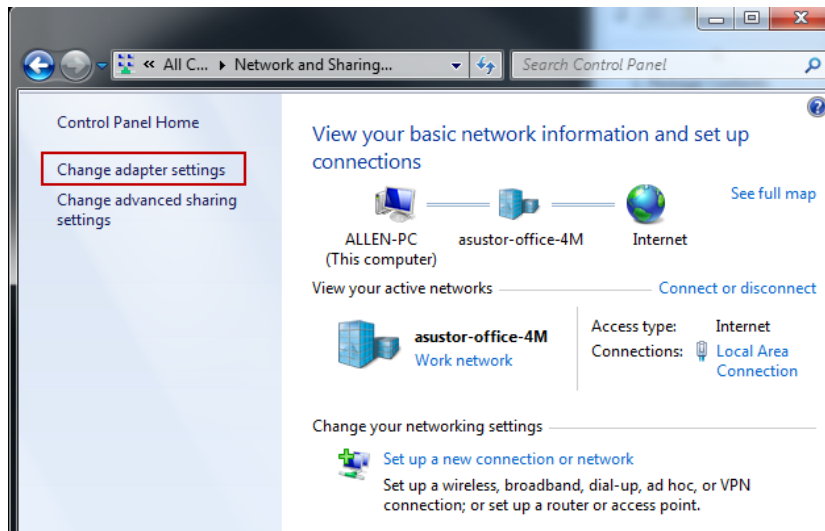 « All C... ▸ Network and Sharing...
Search Control Panel
Control Panel Home
Change adapter settings
Change advanced sharing
settings
View your basic network information and set up
connections
See full map
ALLEN-PC
(This computer)
asustor-office-4M
Internet
View your active networks
Connect or disconnect
asustor-office-4M
Work network
Access type: Internet
Connections: Local Area
Connection
Change your networking settings
Set up a new connection or network
Set up a wireless, broadband, dial-up, ad hoc, or VPN
connection; or set up a router or access point.